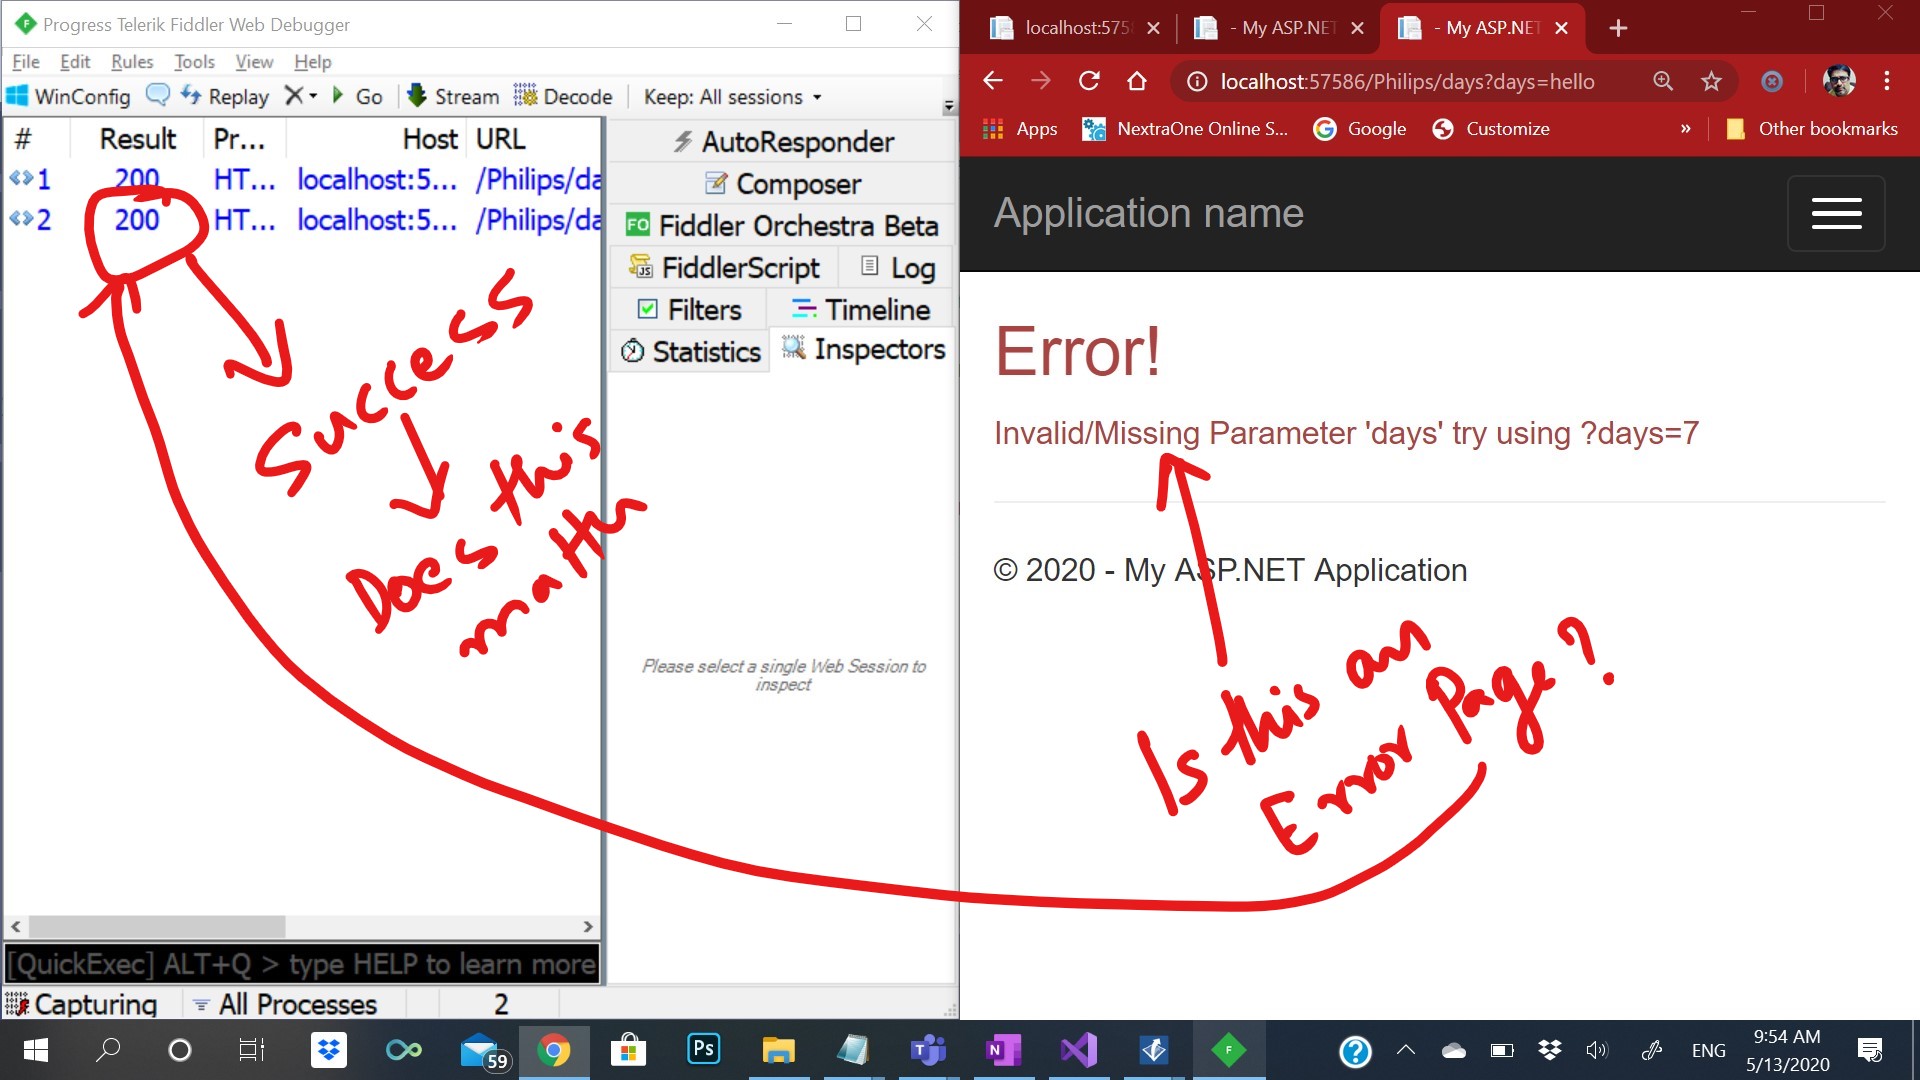 Progress Telerik Fiddler Web Debugger
File Edit Rules Tools View Help
WinConfig Replay Go Stream Decode Keep: All sessions
# Result Pr... Host URL
1 200 HT... localhost:5... /Philips/da
2 200 HT... localhost:5... /Philips/da
AutoResponder
Composer
FO Fiddler Orchestra Beta
JS FiddlerScript Log
Filters Timeline
Statistics Inspectors
Please select a single Web Session to
inspect
Success
Does this
matter
[QuickExec] ALT+Q > type HELP to learn more
Capturing All Processes 2
localhost:575 - My ASP.NET - My ASP.NET
localhost:57586/Philips/days?days=hello
Apps NextraOne Online S... Google Customize » Other bookmarks
Application name
Error!
Invalid/Missing Parameter 'days' try using ?days=7
© 2020 - My ASP.NET Application
Is this an
Error Page?
59 Ps N ENG 9:54 AM
5/13/2020